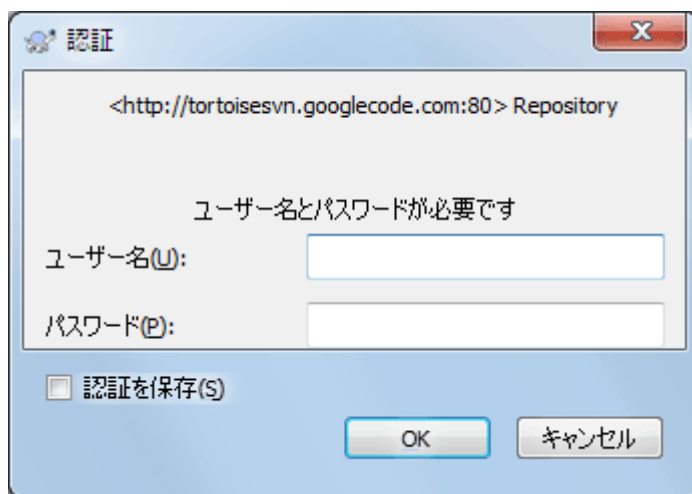 認証
<http://tortoisesvn.googlecode.com:80> Repository
ユーザー名とパスワードが必要です
ユーザー名(U):
パスワード(P):
認証を保存(S)
OK キャンセル